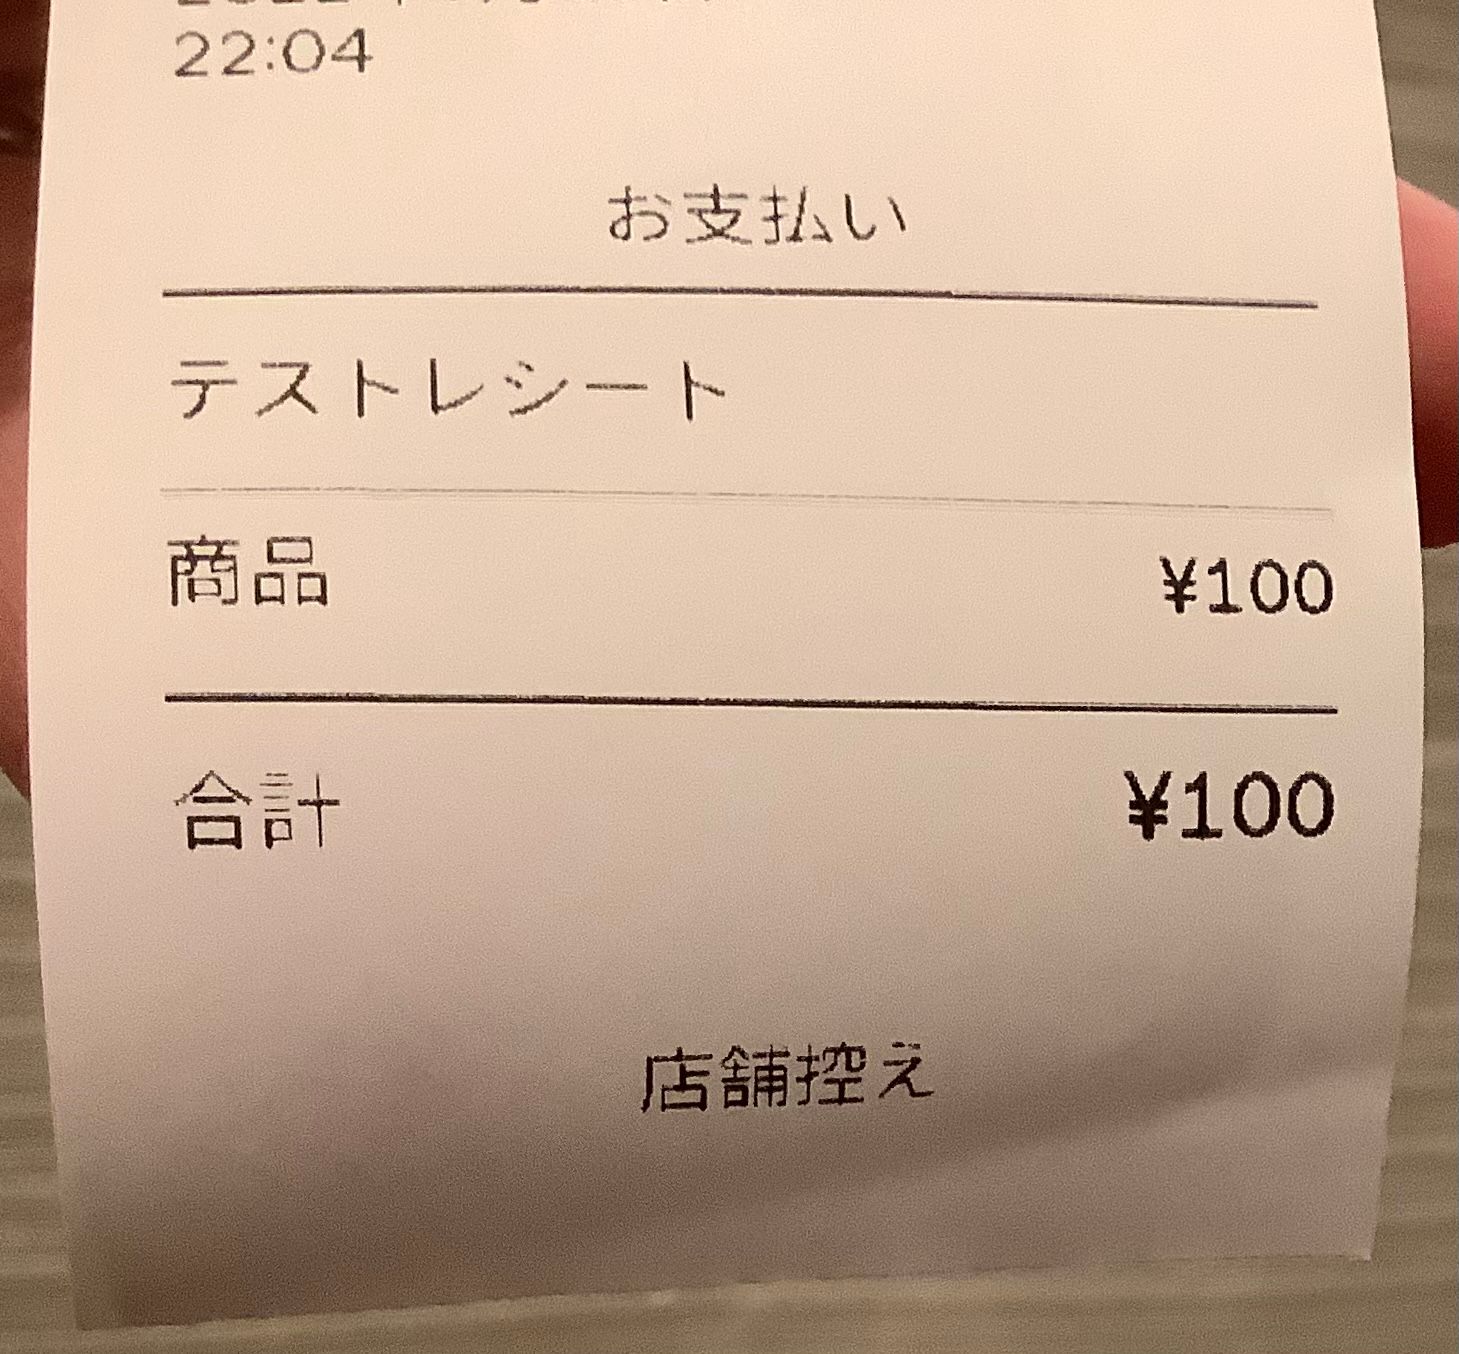 22:04
お支払い
テストレシート
商品 ¥100
合計 ¥100
店舗控え